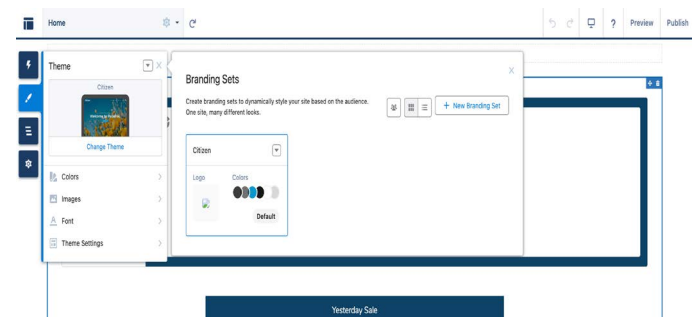 Home
?
Preview
Publish
Theme
Citizen
Change Theme
Colors
Images
Font
Theme Settings
Branding Sets
Create branding sets to dynamically style your site based on the audience.
One site, many different looks.
+ New Branding Set
Citizen
Logo
Colors
Default
Yesterday Sale